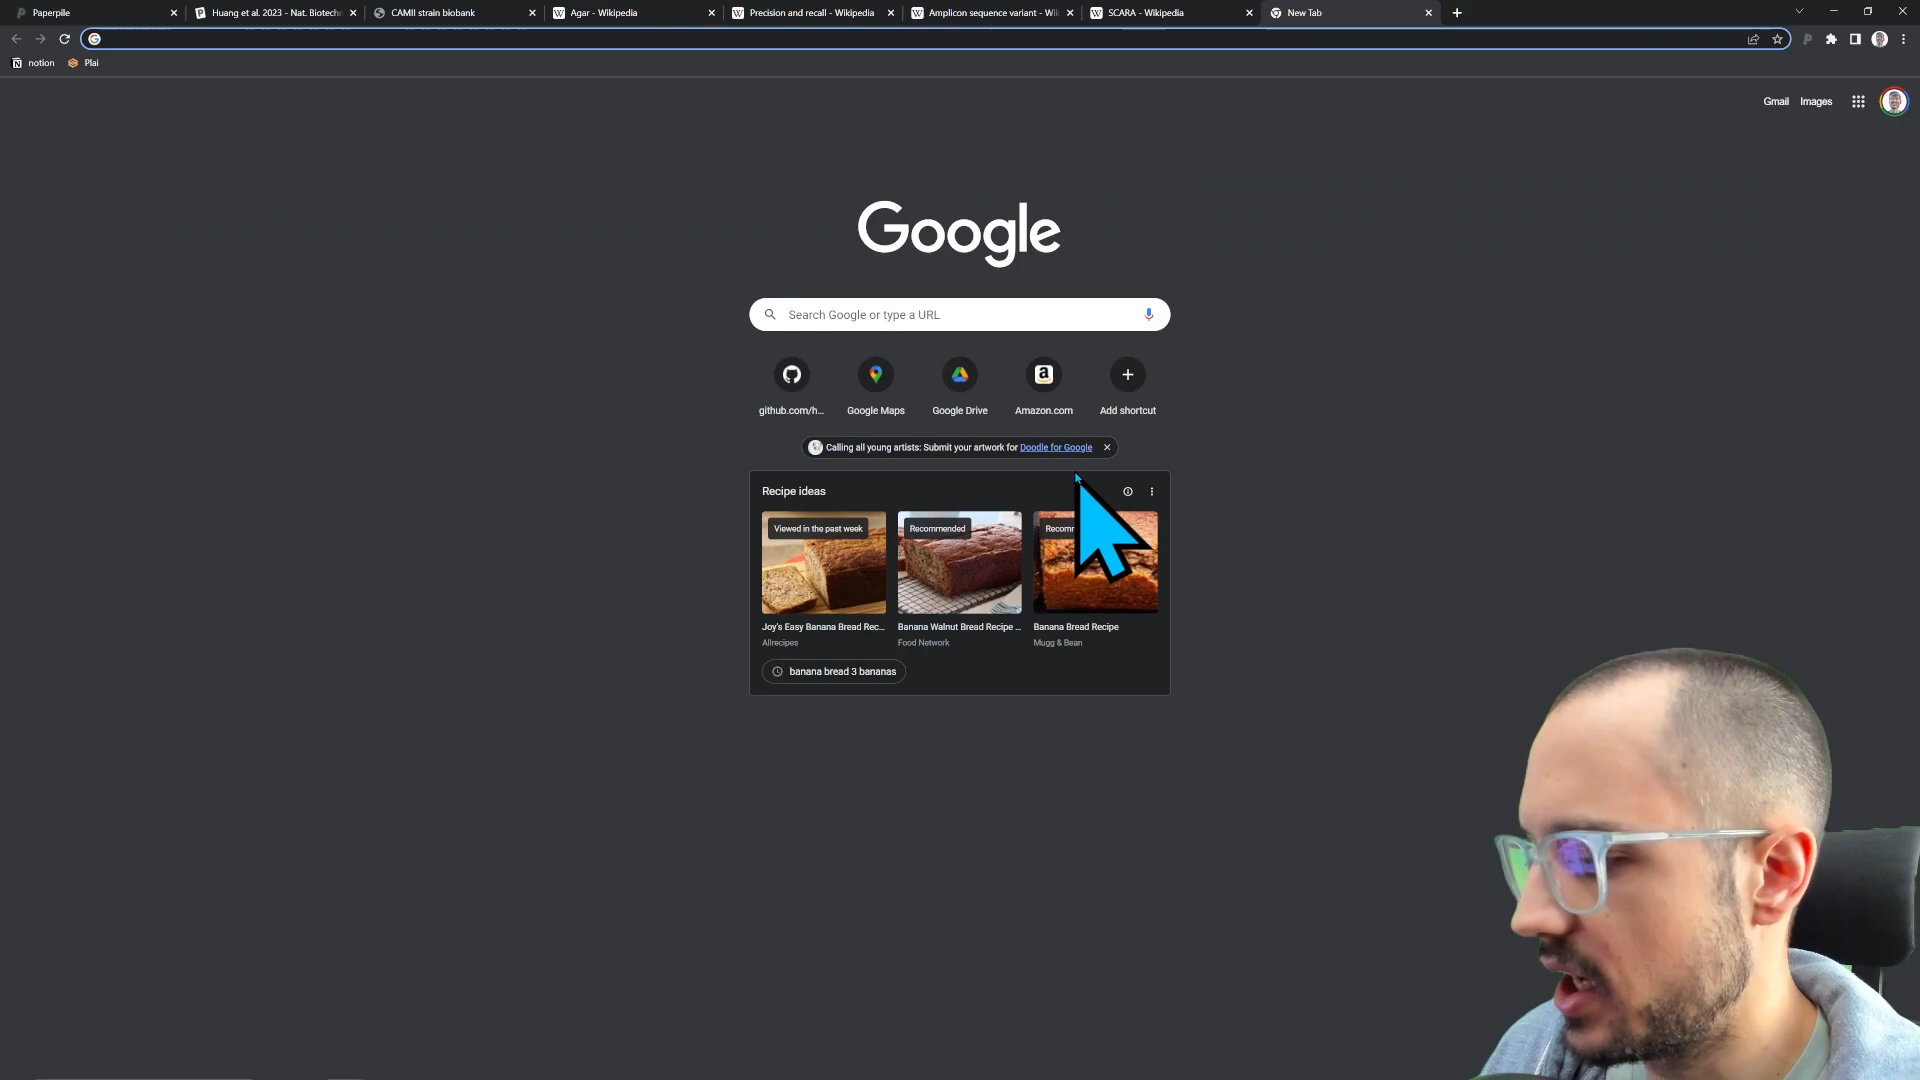 Paperpile
Huang et al. 2023 - Nat. Biotechn
CAMII strain biobank
Agar - Wikipedia
Precision and recall - Wikipedia
Amplicon sequence variant - Wik
SCARA - Wikipedia
New Tab
notion
Plai
Gmail
Images
Google
Search Google or type a URL
github.com/h...
Google Maps
Google Drive
Amazon.com
Add shortcut
Calling all young artists: Submit your artwork for Doodle for Google
Recipe ideas
Viewed in the past week
Recommended
Recomm
Joy's Easy Banana Bread Rec...
Allrecipes
Banana Walnut Bread Recipe ...
Food Network
Banana Bread Recipe
Mugg & Bean
banana bread 3 bananas